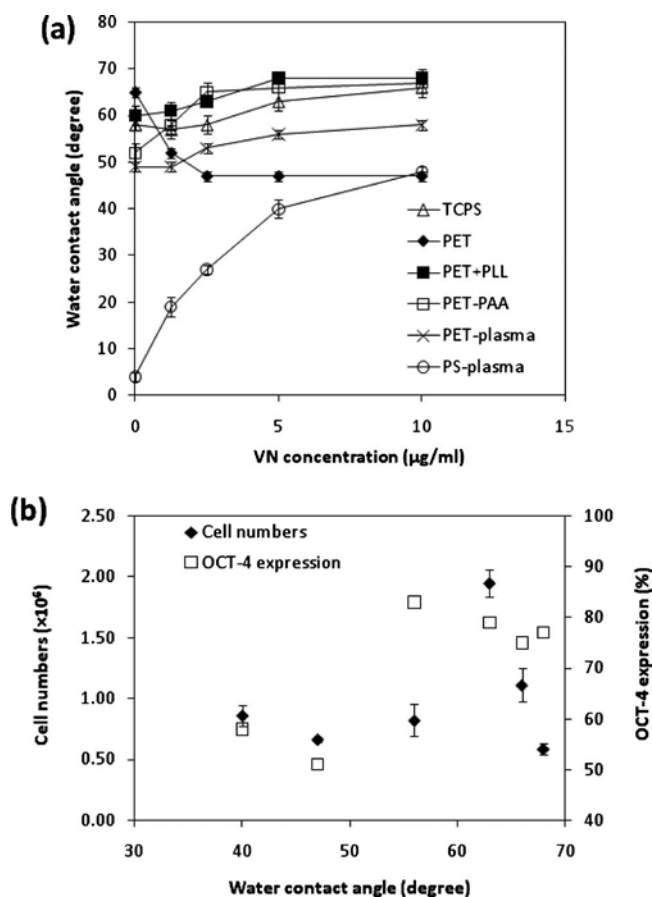 (a)
80
70
60
50
40
30
20
10
0
Water contact angle (degree)
TCPS
PET
PET+PLL
PET-PAA
PET-plasma
PS-plasma
0 5 10 15
VN concentration (µg/ml)
(b)
2.50
2.00
1.50
1.00
0.50
0.00
Cell numbers (×10⁶)
Cell numbers
OCT-4 expression
100
90
80
70
60
50
40
OCT-4 expression (%)
30 40 50 60 70
Water contact angle (degree)